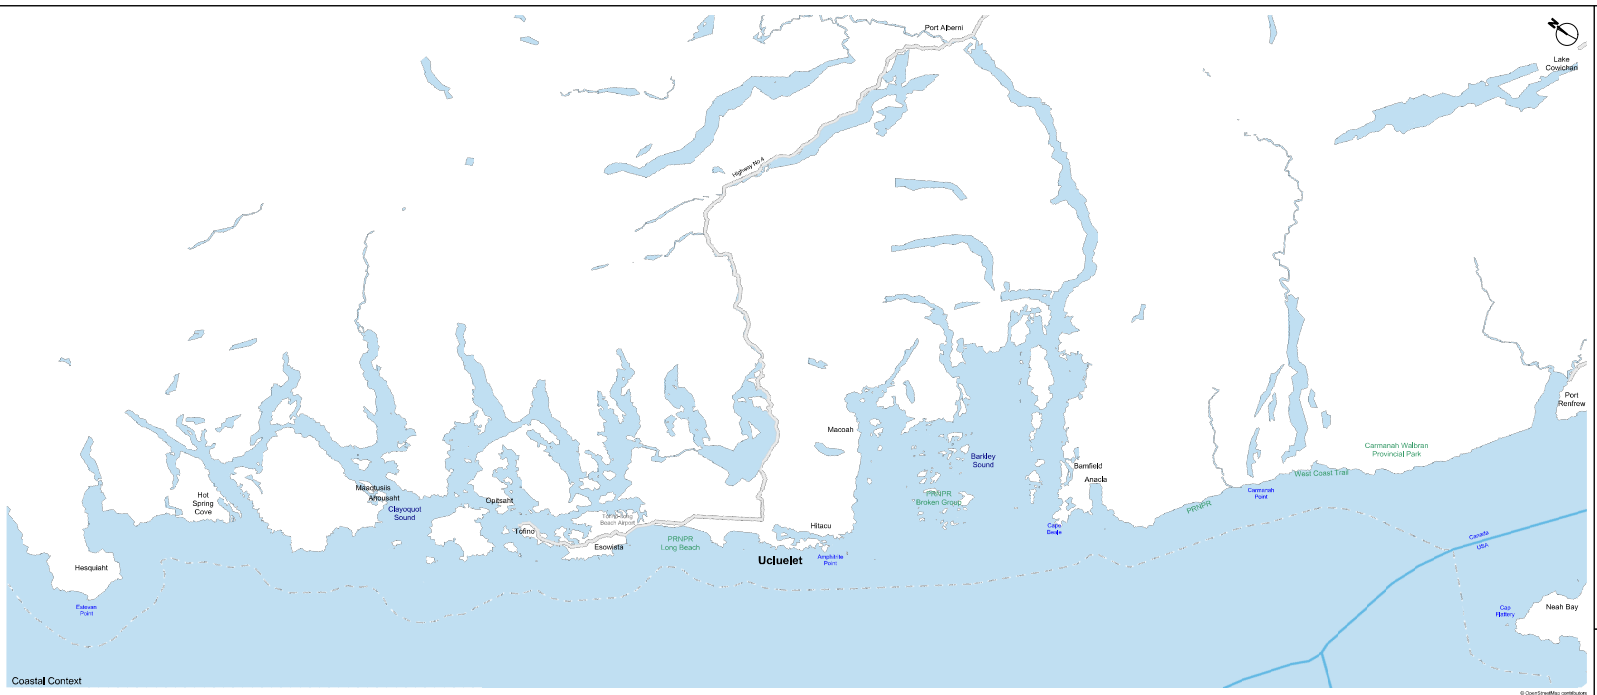 Port Alberni
N
Lake
Cowichan
Highway No 4
Port
Renfrew
Macoah
Carmanah Walbran
Provincial Park
Barkley
Sound
Bamfield
Anacla
West Coast Trail
Maaqtusiis
Ahousaht
Hot
Spring
Cove
Opitsaht
Clayoquot
Sound
Carmanah
Point
PRNPR
Broken Group
PRNPR
Tofino-Long
Beach Airport
Tofino
Esowista
PRNPR
Long Beach
Hitacu
Cape
Beale
Canada
USA
Ucluelet
Amphitrite
Point
Hesquiaht
Estevan
Point
Cap
Flattery
Neah Bay
Coastal Context
© OpenStreetMap contributors